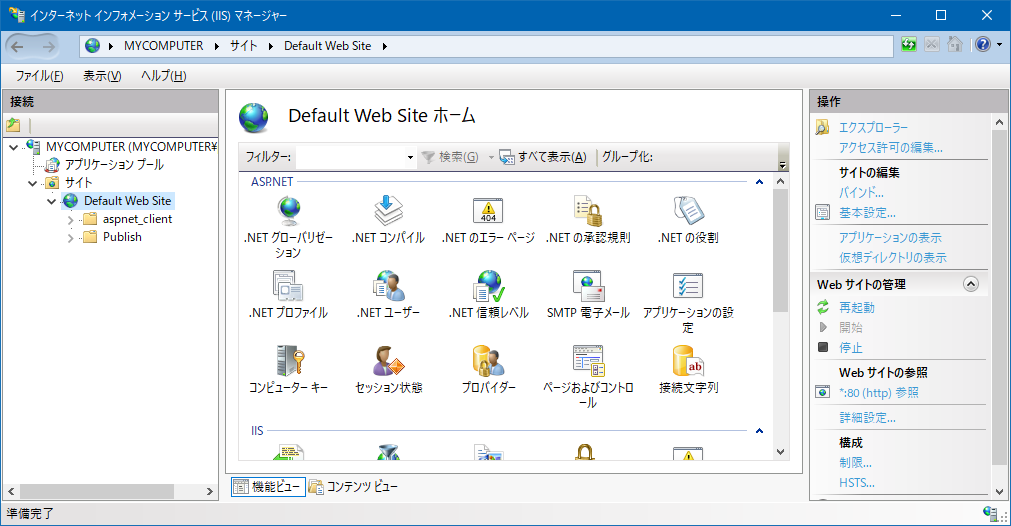 インターネット インフォメーション サービス (IIS) マネージャー
MYCOMPUTER サイト Default Web Site
ファイル(F) 表示(V) ヘルプ(H)
接続
MYCOMPUTER (MYCOMPUTER¥
アプリケーション プール
サイト
Default Web Site
aspnet_client
Publish
Default Web Site ホーム
フィルター: 検索(G) すべて表示(A) グループ化:
ASP.NET
.NET グローバリゼーション
.NET コンパイル
.NET のエラー ページ
404
.NET の承認規則
.NET の役割
.NET プロファイル
.NET ユーザー
.NET 信頼レベル
SMTP 電子メール
アプリケーションの設定
コンピューター キー
セッション状態
プロバイダー
ページおよびコントロール
ab
接続文字列
IIS
機能ビュー コンテンツ ビュー
操作
エクスプローラー
アクセス許可の編集...
サイトの編集
バインド...
基本設定...
アプリケーションの表示
仮想ディレクトリの表示
Web サイトの管理
再起動
開始
停止
Web サイトの参照
*:80 (http) 参照
詳細設定...
構成
制限...
HSTS...
準備完了